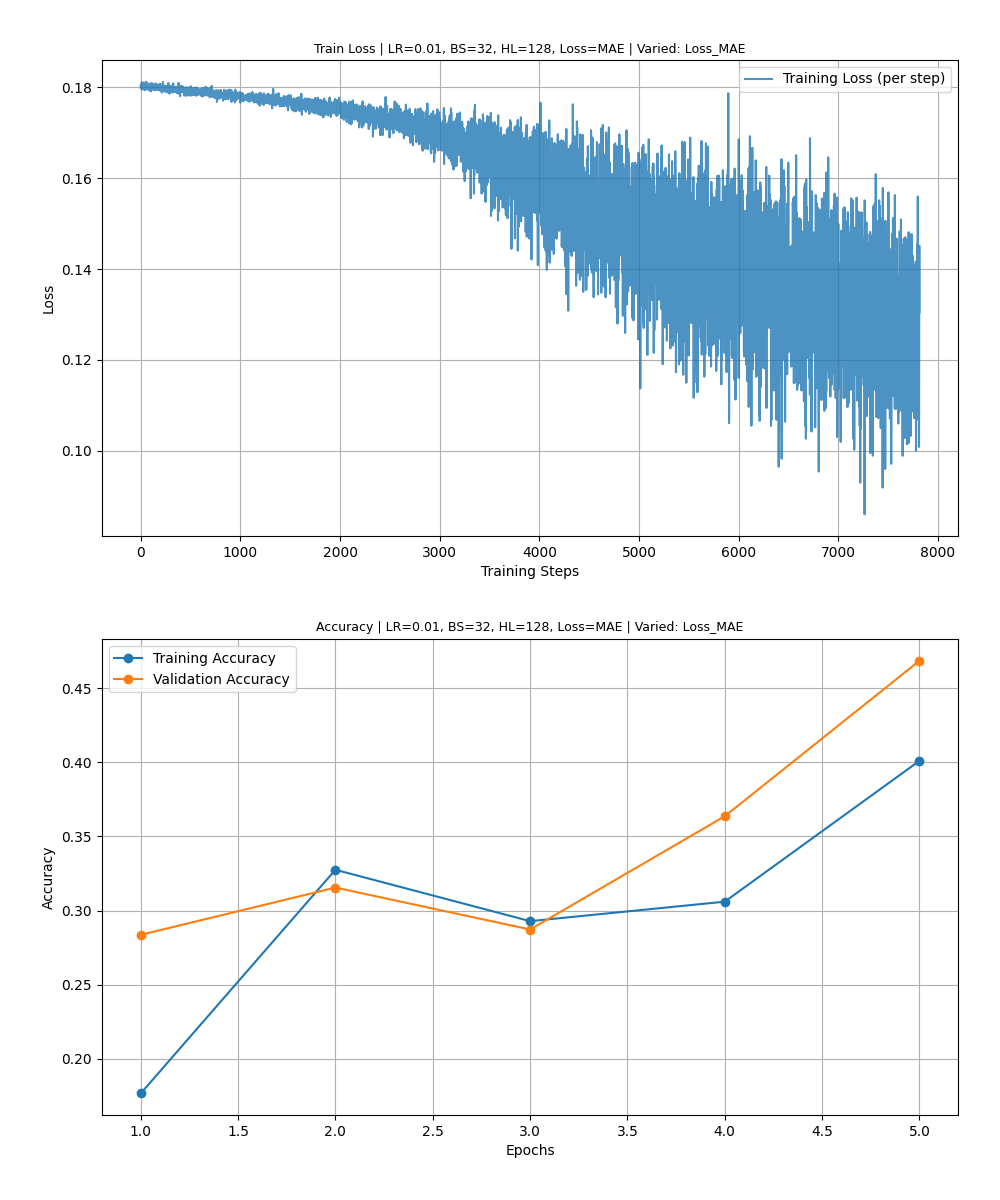 Train Loss | LR=0.01, BS=32, HL=128, Loss=MAE | Varied: Loss_MAE
Training Loss (per step)
0.18
0.16
0.14
0.12
0.10
Loss
0 1000 2000 3000 4000 5000 6000 7000 8000
Training Steps
Accuracy | LR=0.01, BS=32, HL=128, Loss=MAE | Varied: Loss_MAE
Training Accuracy
Validation Accuracy
0.45
0.40
0.35
0.30
0.25
0.20
Accuracy
1.0 1.5 2.0 2.5 3.0 3.5 4.0 4.5 5.0
Epochs